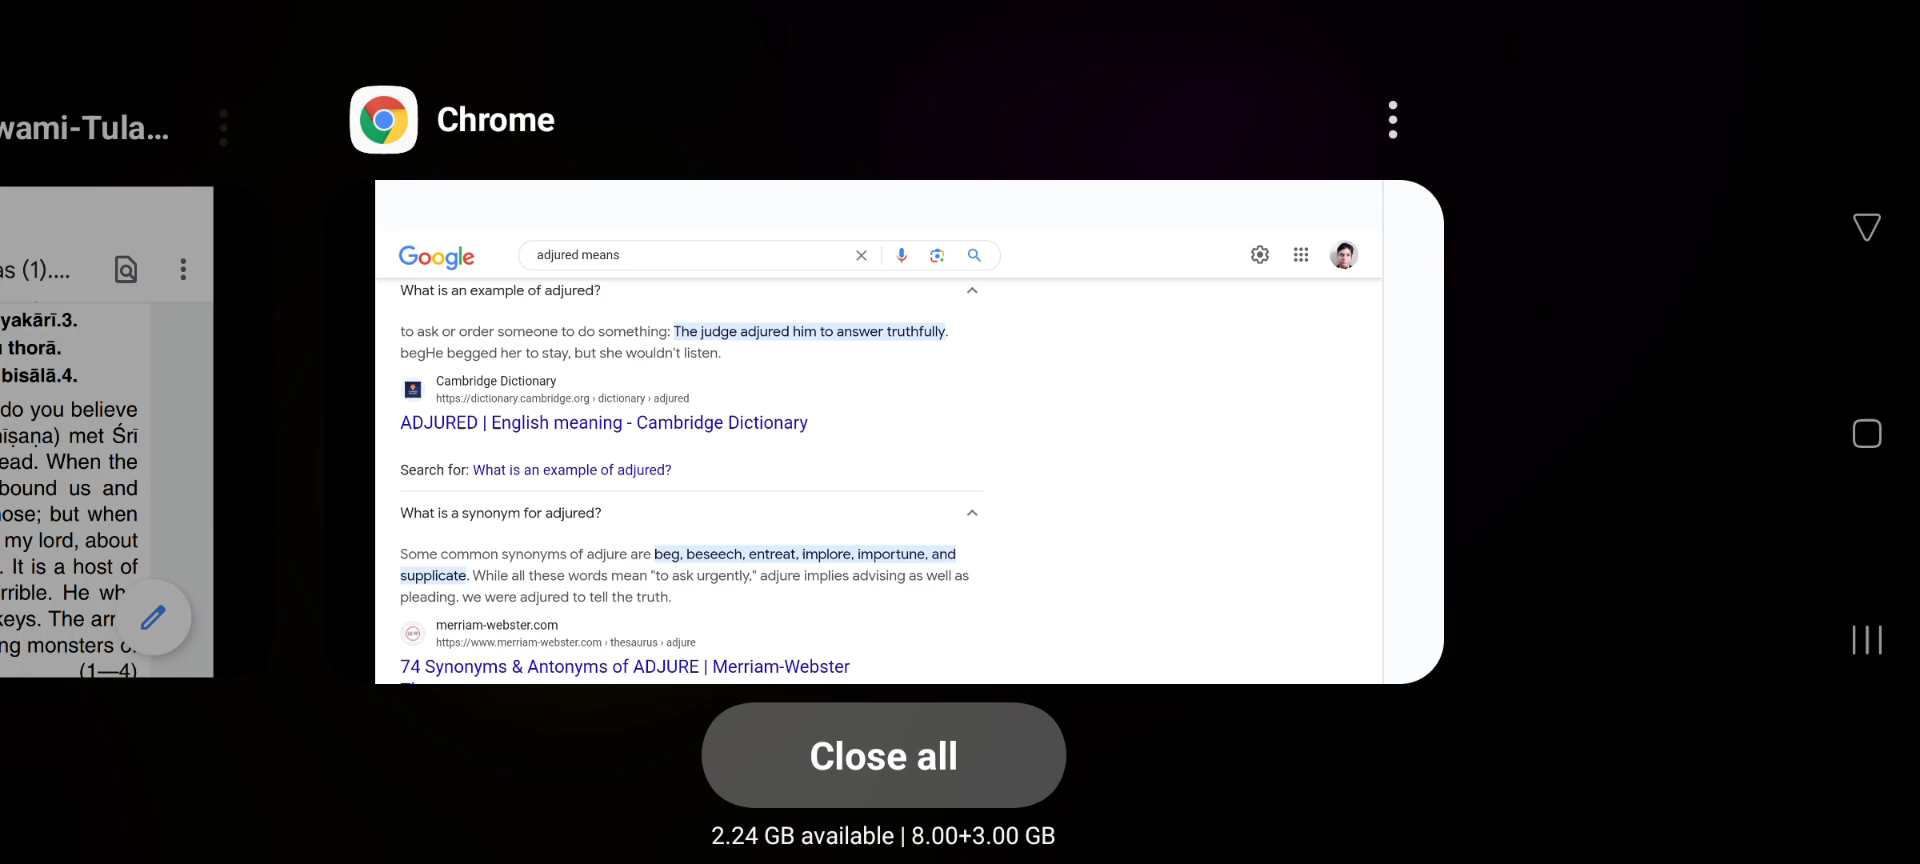 wami-Tula...
as (1)....
yakārī.3.
thorā.
bisālā.4.
do you believe
met Śrī
ead. When the
bound us and
ose; but when
my lord, about
. It is a host of
rrible. He wh
keys. The arr
ng monsters
(1—4)
Chrome
Google
adjured means
What is an example of adjured?
to ask or order someone to do something: The judge adjured him to answer truthfully.
begHe begged her to stay, but she wouldn't listen.
Cambridge Dictionary
https://dictionary.cambridge.org › dictionary › adjured
ADJURED | English meaning - Cambridge Dictionary
Search for: What is an example of adjured?
What is a synonym for adjured?
Some common synonyms of adjure are beg, beseech, entreat, implore, importune, and
supplicate. While all these words mean "to ask urgently," adjure implies advising as well as
pleading. we were adjured to tell the truth.
merriam-webster.com
https://www.merriam-webster.com › thesaurus › adjure
74 Synonyms & Antonyms of ADJURE | Merriam-Webster
Close all
2.24 GB available | 8.00+3.00 GB